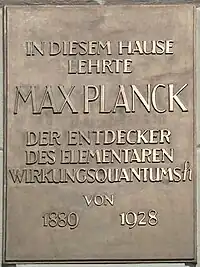 IN DIESEM HAUSE
LEHRTE
MAX PLANCK
DER ENTDECKER
DES ELEMENTAREN
WIRKUNGSQUANTUMS h
VON
1889 1928